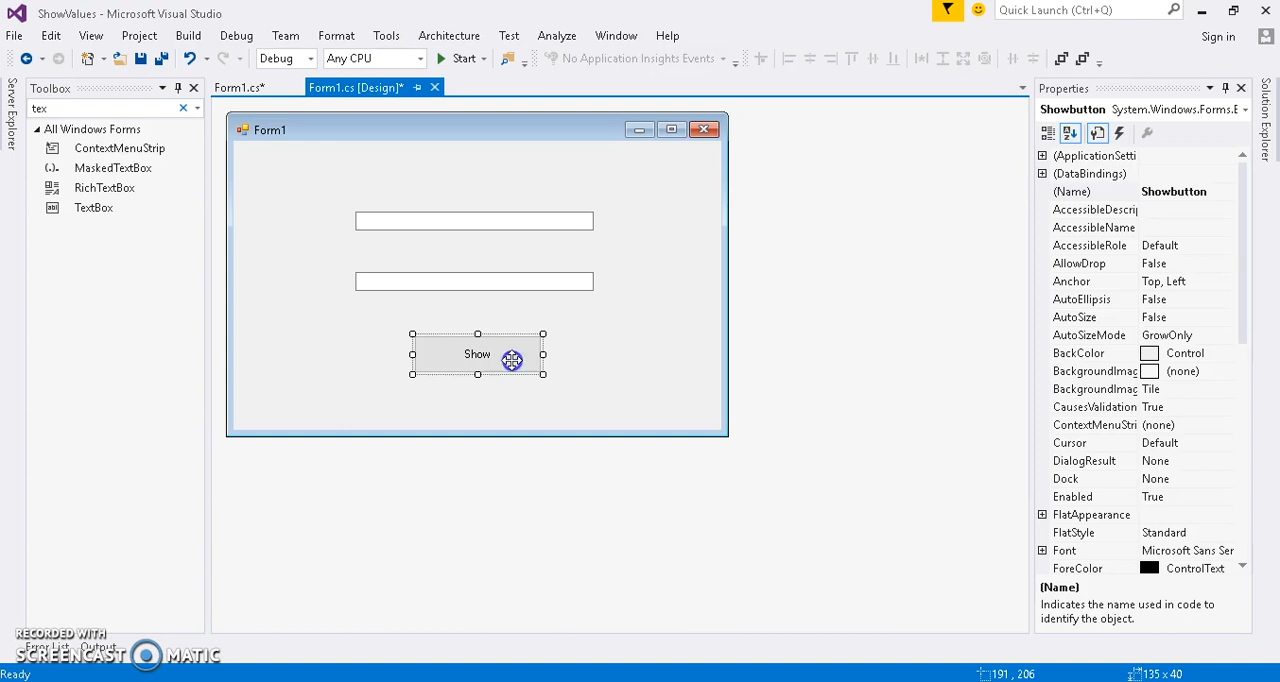 ShowValues - Microsoft Visual Studio
Quick Launch (Ctrl+Q)
File Edit View Project Build Debug Team Format Tools Architecture Test Analyze Window Help
Sign in
Debug Any CPU Start No Application Insights Events
Server Explorer
Toolbox
tex
All Windows Forms
ContextMenuStrip
MaskedTextBox
RichTextBox
TextBox
Form1.cs*
Form1.cs [Design]*
Form1
Show
Properties
Showbutton System.Windows.Forms.E
(ApplicationSetti
(DataBindings)
(Name) Showbutton
AccessibleDescrip
AccessibleName
AccessibleRole Default
AllowDrop False
Anchor Top, Left
AutoEllipsis False
AutoSize False
AutoSizeMode GrowOnly
BackColor Control
BackgroundImag (none)
BackgroundImag Tile
CausesValidation True
ContextMenuStri (none)
Cursor Default
DialogResult None
Dock None
Enabled True
FlatAppearance
FlatStyle Standard
Font Microsoft Sans Ser
ForeColor ControlText
(Name)
Indicates the name used in code to
identify the object.
Solution Explorer
Error List Output
RECORDED WITH
SCREENCAST MATIC
Ready
191 , 206
135 x 40